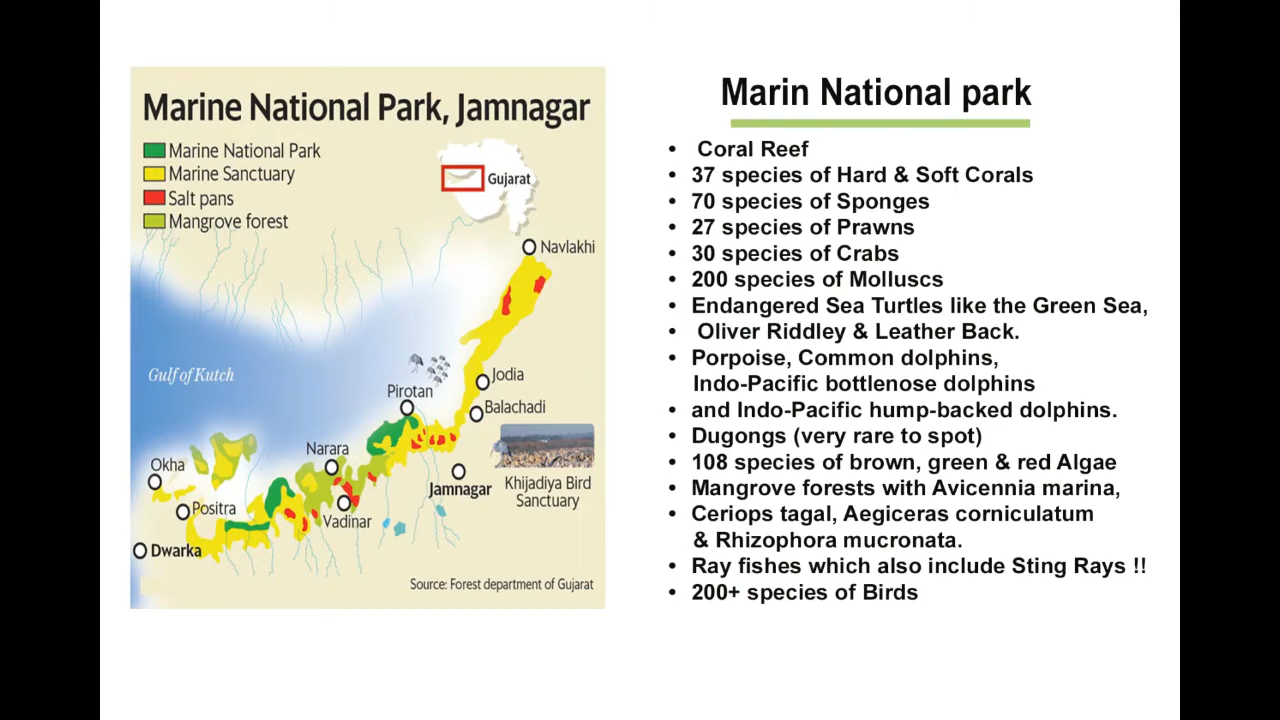 Marine National Park, Jamnagar
Marine National Park
Marine Sanctuary
Salt pans
Mangrove forest
Gujarat
Navlakhi
Gulf of Kutch
Jodia
Pirotan
Balachadi
Narara
Okha
Jamnagar
Khijadiya Bird
Sanctuary
Positra
Vadinar
Dwarka
Source: Forest department of Gujarat
Marin National park
• Coral Reef
• 37 species of Hard & Soft Corals
• 70 species of Sponges
• 27 species of Prawns
• 30 species of Crabs
• 200 species of Molluscs
• Endangered Sea Turtles like the Green Sea,
• Oliver Riddley & Leather Back.
• Porpoise, Common dolphins,
Indo-Pacific bottlenose dolphins
• and Indo-Pacific hump-backed dolphins.
• Dugongs (very rare to spot)
• 108 species of brown, green & red Algae
• Mangrove forests with Avicennia marina,
• Ceriops tagal, Aegiceras corniculatum
& Rhizophora mucronata.
• Ray fishes which also include Sting Rays !!
• 200+ species of Birds